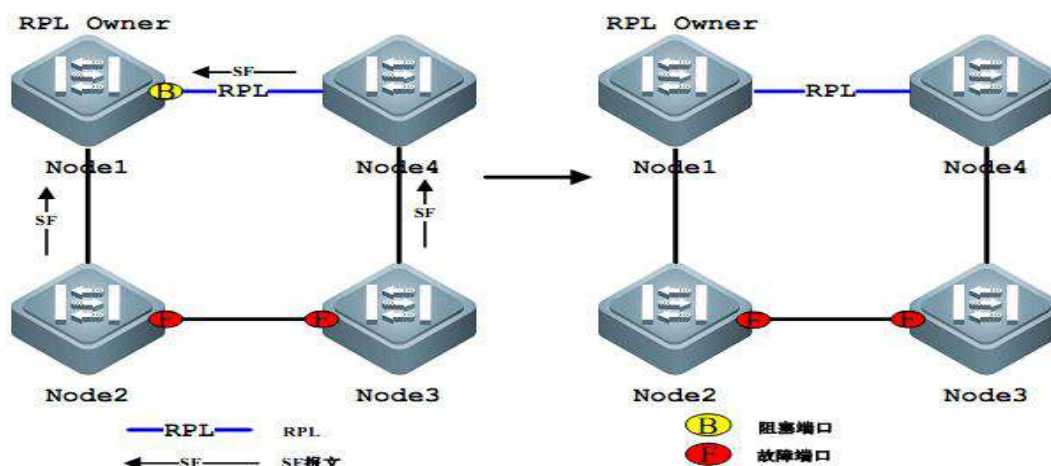 RPL Owner
RPL Owner
SF
B
RPL
RPL
Node1
Node4
Node1
Node4
SF
SF
F
F
F
F
Node2
Node3
Node2
Node3
RPL
RPL
B
阻塞端口
SF
SF报文
F
故障端口